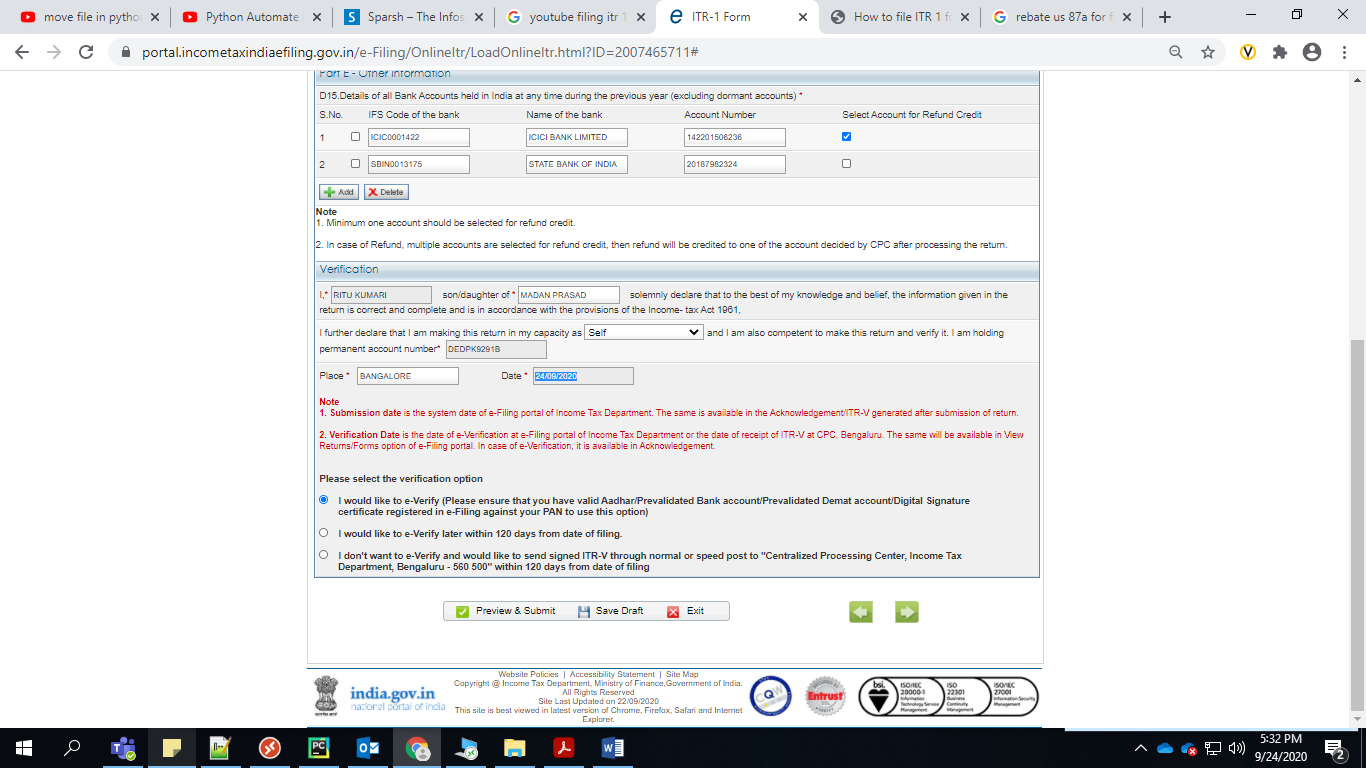 move file in pytho
Python Automate
Sparsh – The Infos
youtube filing itr 1
ITR-1 Form
How to file ITR 1 fo
rebate us 87a for f
portal.incometaxindiaefiling.gov.in/e-Filing/OnlineItr/LoadOnlineItr.html?ID=2007465711#
Part E - Other Information
D15.Details of all Bank Accounts held in India at any time during the previous year (excluding dormant accounts) *
S.No. IFS Code of the bank Name of the bank Account Number Select Account for Refund Credit
1 ICIC0001422 ICICI BANK LIMITED 142201506236
2 SBIN0013175 STATE BANK OF INDIA 20187982324
Add Delete
Note
1. Minimum one account should be selected for refund credit.
2. In case of Refund, multiple accounts are selected for refund credit, then refund will be credited to one of the account decided by CPC after processing the return.
Verification
I,* RITU KUMARI son/daughter of * MADAN PRASAD solemnly declare that to the best of my knowledge and belief, the information given in the
return is correct and complete and is in accordance with the provisions of the Income- tax Act 1961,
I further declare that I am making this return in my capacity as Self and I am also competent to make this return and verify it. I am holding
permanent account number* DEDPK9291B
Place * BANGALORE Date * 24/09/2020
Note
1. Submission date is the system date of e-Filing portal of Income Tax Department. The same is available in the Acknowledgement/ITR-V generated after submission of return.
2. Verification Date is the date of e-Verification at e-Filing portal of Income Tax Department or the date of receipt of ITR-V at CPC, Bengaluru. The same will be available in View
Returns/Forms option of e-Filing portal. In case of e-Verification, it is available in Acknowledgement.
Please select the verification option
I would like to e-Verify (Please ensure that you have valid Aadhar/Prevalidated Bank account/Prevalidated Demat account/Digital Signature
certificate registered in e-Filing against your PAN to use this option)
I would like to e-Verify later within 120 days from date of filing.
I don't want to e-Verify and would like to send signed ITR-V through normal or speed post to "Centralized Processing Center, Income Tax
Department, Bengaluru - 560 500" within 120 days from date of filing
Preview & Submit Save Draft Exit
Website Policies | Accessibility Statement | Site Map
Copyright @ Income Tax Department, Ministry of Finance,Government of India.
All Rights Reserved
Site Last Updated on 22/09/2020
This site is best viewed in latest version of Chrome, Firefox, Safari and Internet
Explorer.
india.gov.in
national portal of India
CQW
Entrust
bsi.
ISO/IEC
20000-1
Information
Technology Service
Management
ISO
22301
Business
Continuity
Management
ISO/IEC
27001
Information Security
Management
5:32 PM
9/24/2020
2